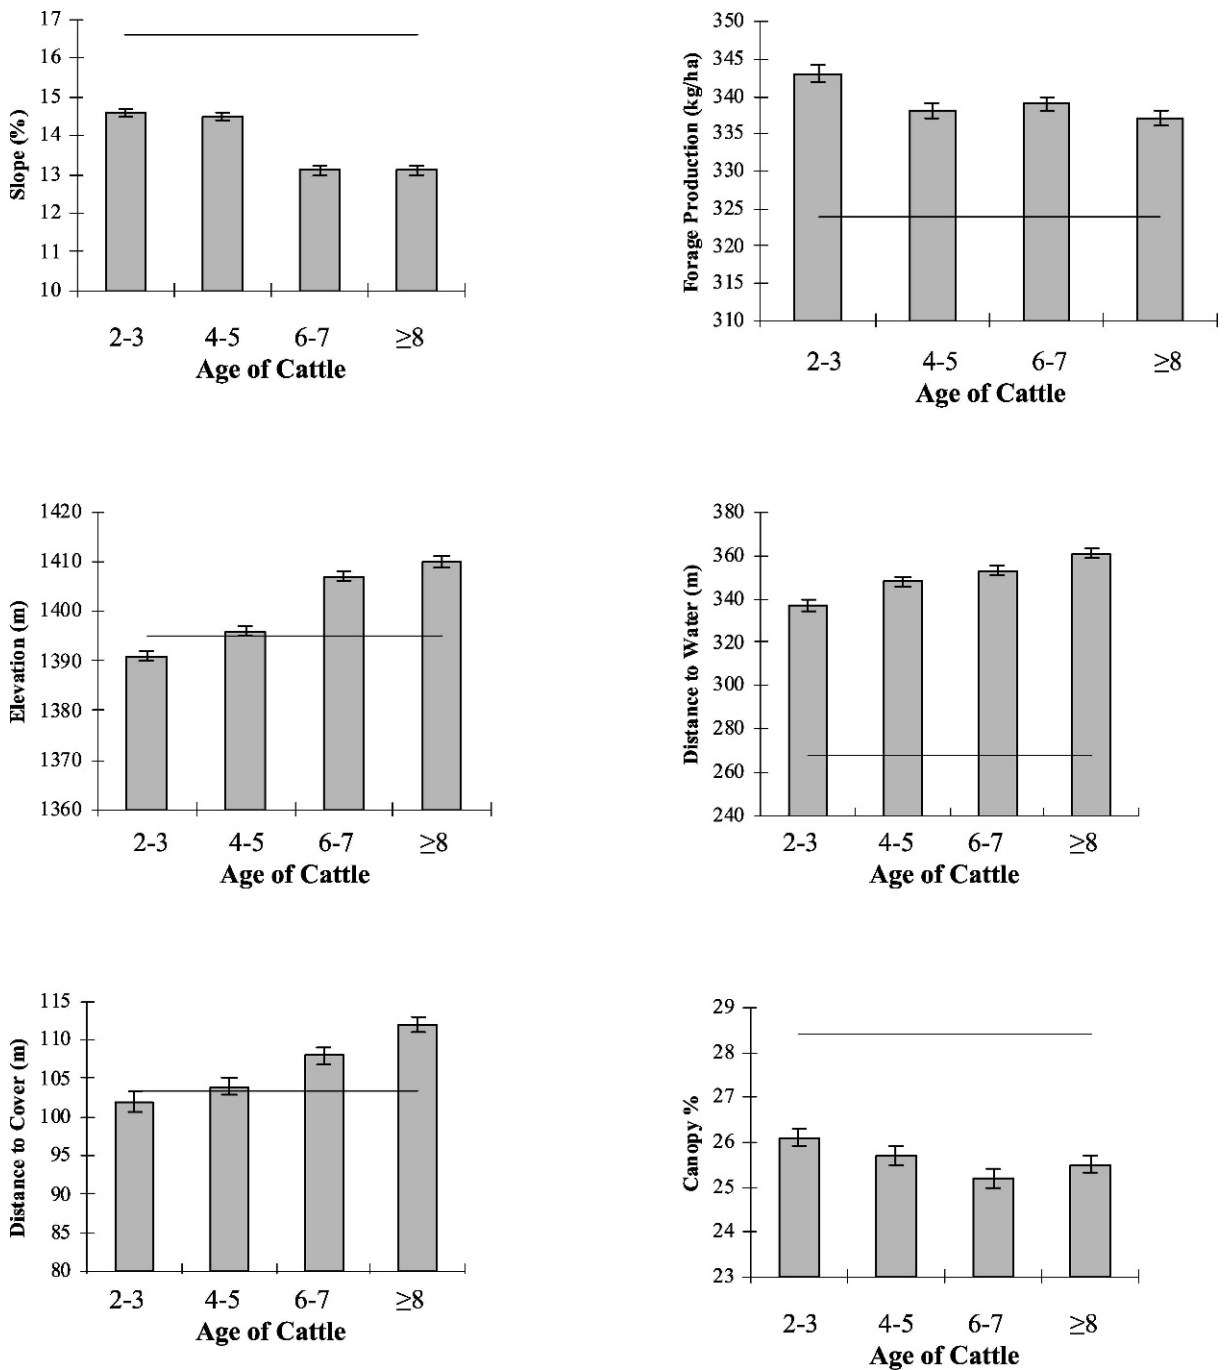 Slope (%)
17
16
15
14
13
12
11
10
2-3 4-5 6-7 ≥8
Age of Cattle
Forage Production (kg/ha)
350
345
340
335
330
325
320
315
310
2-3 4-5 6-7 ≥8
Age of Cattle
Elevation (m)
1420
1410
1400
1390
1380
1370
1360
2-3 4-5 6-7 ≥8
Age of Cattle
Distance to Water (m)
380
360
340
320
300
280
260
240
2-3 4-5 6-7 ≥8
Age of Cattle
Distance to Cover (m)
115
110
105
100
95
90
85
80
2-3 4-5 6-7 ≥8
Age of Cattle
Canopy %
29
28
27
26
25
24
23
2-3 4-5 6-7 ≥8
Age of Cattle